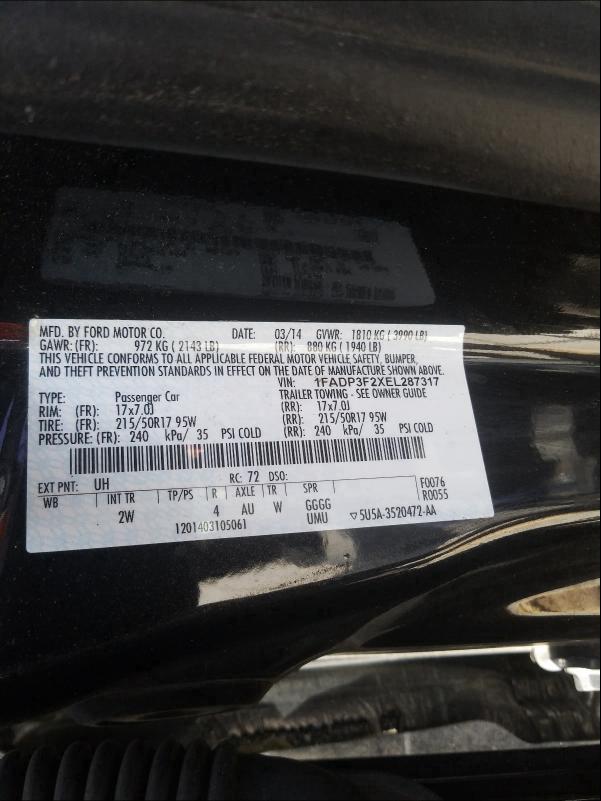 MFD. BY FORD MOTOR CO. DATE: 03/14 GVWR: 1810 KG ( 3990 LB)
GAWR: (FR): 972 KG ( 2143 LB) (RR): 880 KG ( 1940 LB)
THIS VEHICLE CONFORMS TO ALL APPLICABLE FEDERAL MOTOR VEHICLE SAFETY, BUMPER,
AND THEFT PREVENTION STANDARDS IN EFFECT ON THE DATE OF MANUFACTURE SHOWN ABOVE.
VIN: 1FADP3F2XEL287317
TYPE: Passenger Car TRAILER TOWING - SEE OWNER GUIDE
RIM: (FR): 17x7.0J (RR): 17x7.0J
TIRE: (FR): 215/50R17 95W (RR): 215/50R17 95W
PRESSURE: (FR): 240 kPa/ 35 PSI COLD (RR): 240 kPa/ 35 PSI COLD
EXT PNT: UH RC: 72 DSO: F0076
WB INT TR TP/PS R AXLE TR SPR R0055
2W 4 AU W GGGG
1201403105061 UMU ▽5U5A-3520472-AA